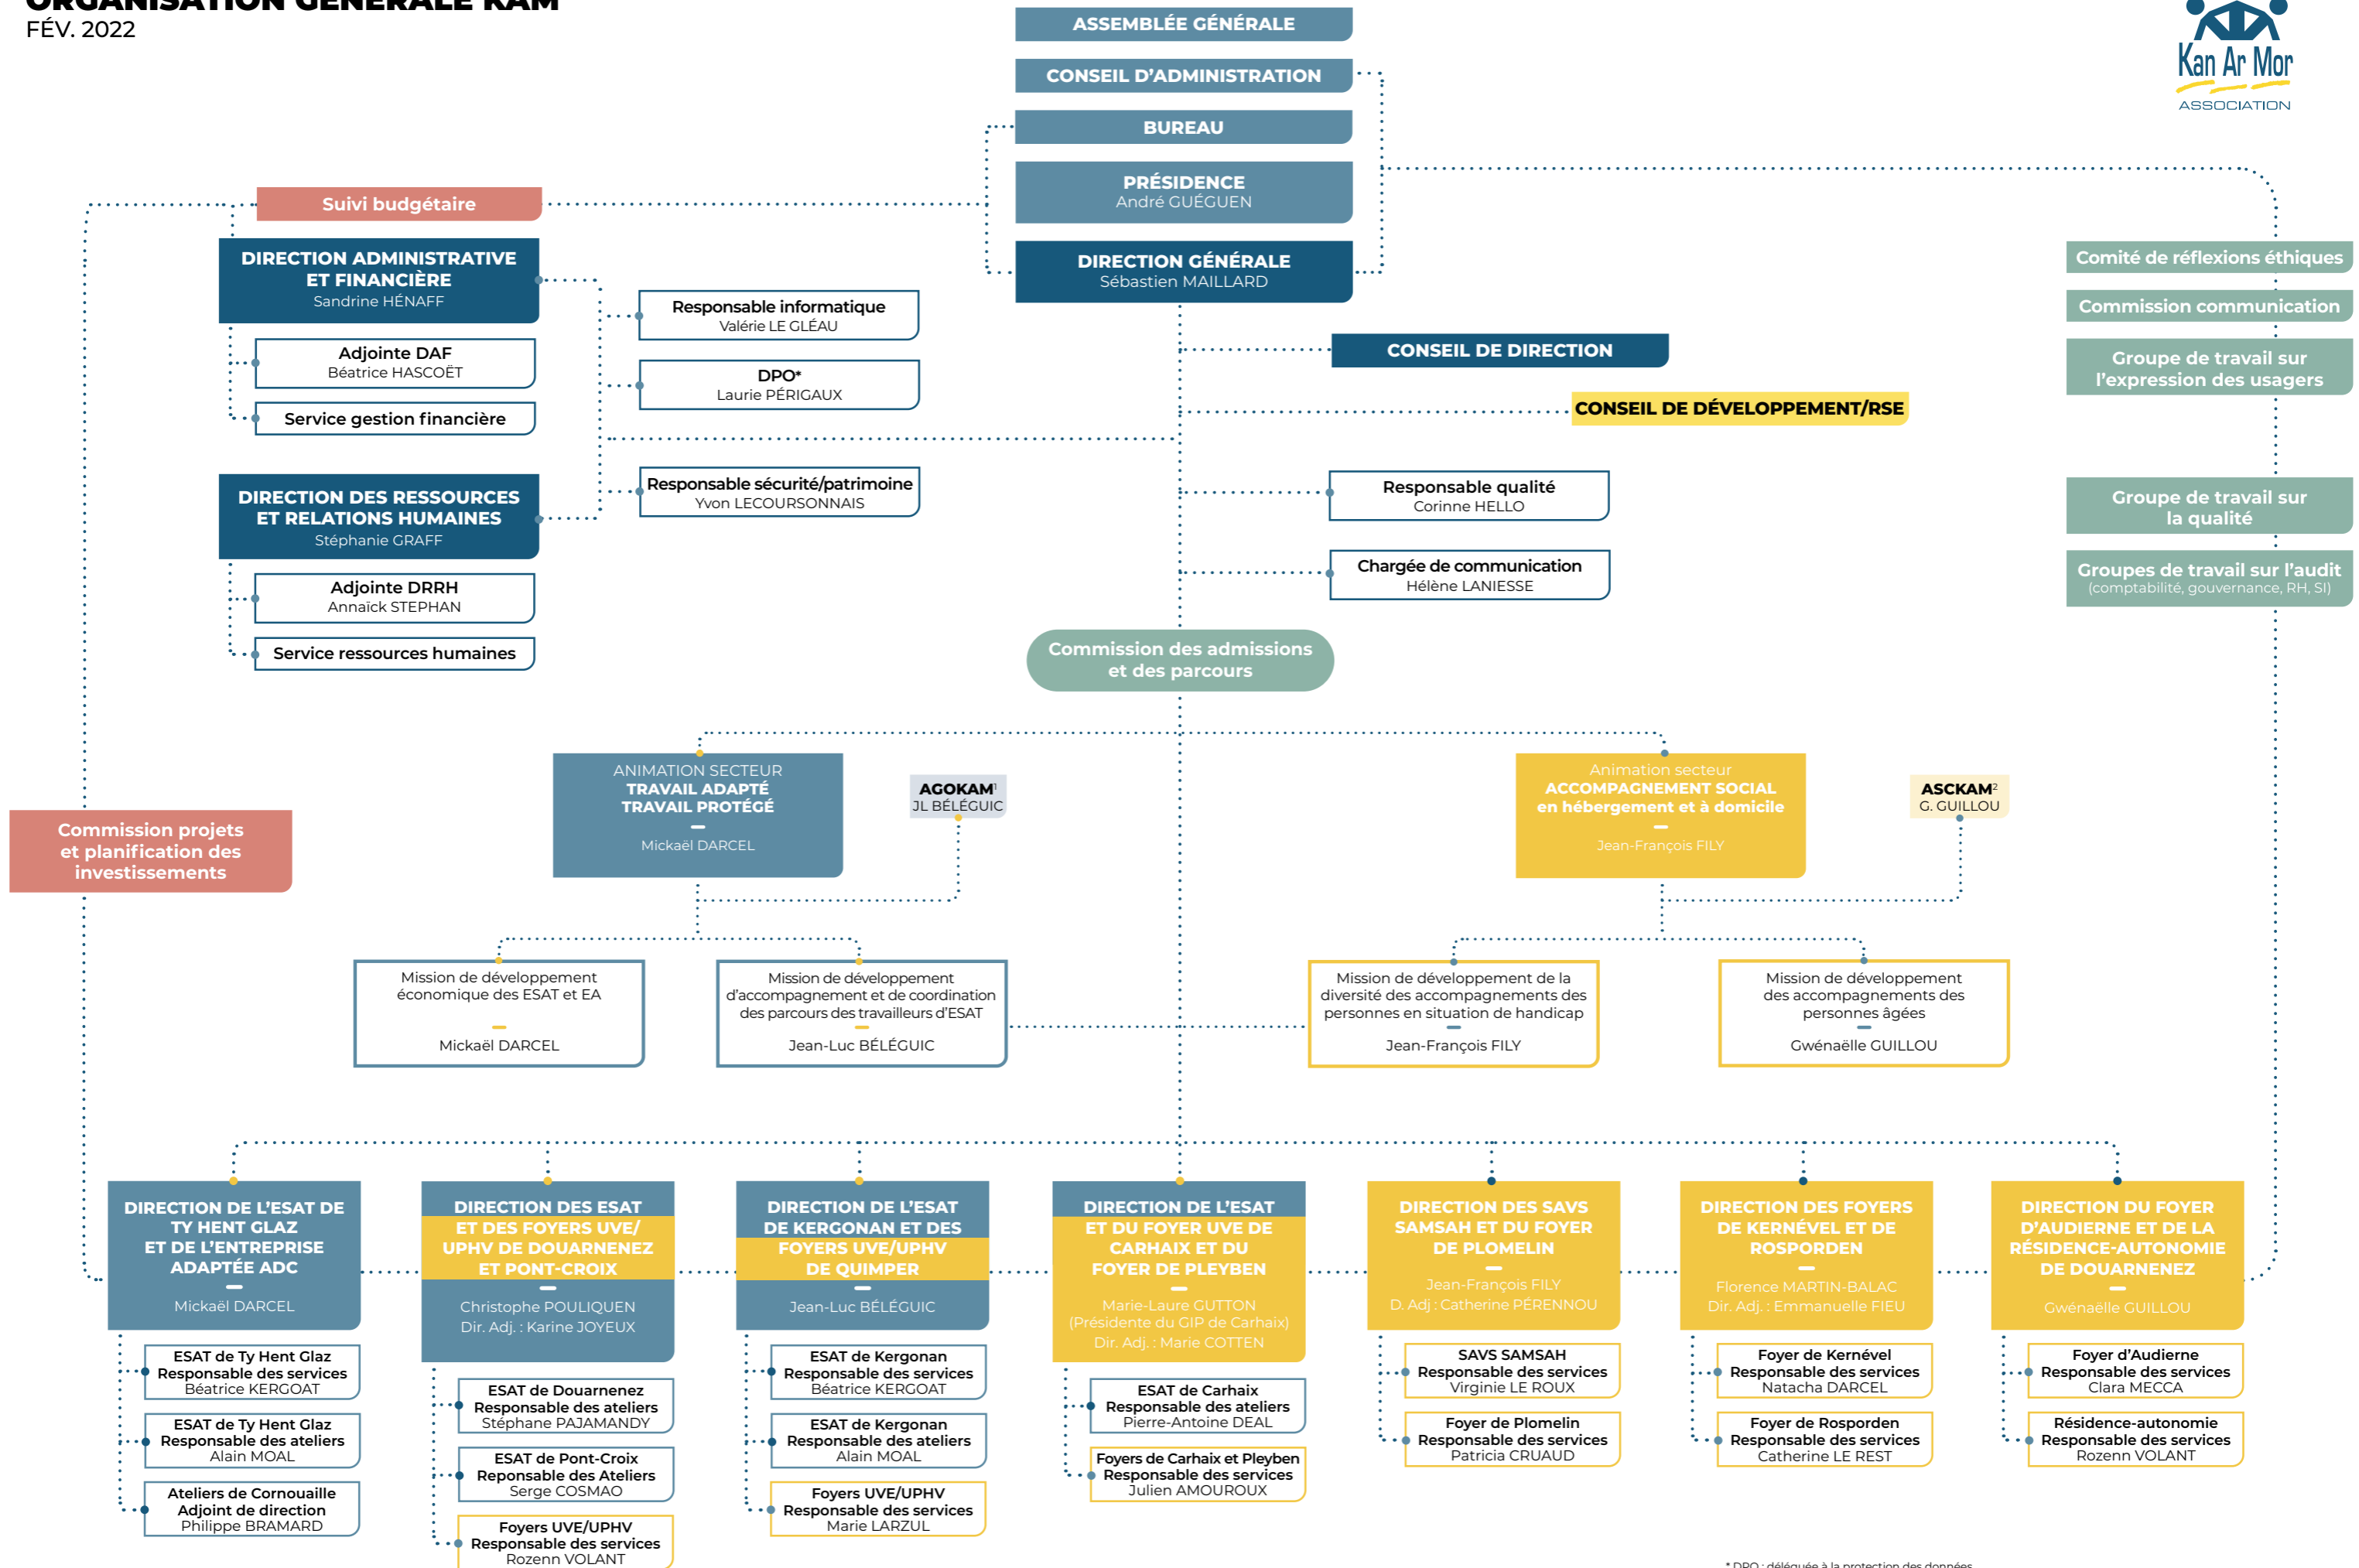 ORGANISATION GÉNÉRALE KAM
FÉV. 2022
Kan Ar Mor
ASSOCIATION
ASSEMBLÉE GÉNÉRALE
CONSEIL D'ADMINISTRATION
BUREAU
PRÉSIDENCE
André GUÉGUEN
DIRECTION GÉNÉRALE
Sébastien MAILLARD
Suivi budgétaire
DIRECTION ADMINISTRATIVE
ET FINANCIÈRE
Sandrine HÉNAFF
Adjointe DAF
Béatrice HASCOËT
Service gestion financière
DIRECTION DES RESSOURCES
ET RELATIONS HUMAINES
Stéphanie GRAFF
Adjointe DRRH
Annaïck STEPHAN
Service ressources humaines
Responsable informatique
Valérie LE GLÉAU
DPO*
Laurie PÉRIGAUX
Responsable sécurité/patrimoine
Yvon LECOURSONNAIS
CONSEIL DE DIRECTION
CONSEIL DE DÉVELOPPEMENT/RSE
Responsable qualité
Corinne HELLO
Chargée de communication
Hélène LANIESSE
Comité de réflexions éthiques
Commission communication
Groupe de travail sur
l'expression des usagers
Groupe de travail sur
la qualité
Groupes de travail sur l'audit
(comptabilité, gouvernance, RH, SI)
Commission des admissions
et des parcours
Commission projets
et planification des
investissements
ANIMATION SECTEUR
TRAVAIL ADAPTÉ
TRAVAIL PROTÉGÉ
Mickaël DARCEL
AGOKAM¹
JL BÉLÉGUIC
Animation secteur
ACCOMPAGNEMENT SOCIAL
en hébergement et à domicile
Jean-François FILY
ASCKAM²
G. GUILLOU
Mission de développement
économique des ESAT et EA
Mickaël DARCEL
Mission de développement
d'accompagnement et de coordination
des parcours des travailleurs d'ESAT
Jean-Luc BÉLÉGUIC
Mission de développement de la
diversité des accompagnements des
personnes en situation de handicap
Jean-François FILY
Mission de développement
des accompagnements des
personnes âgées
Gwénaëlle GUILLOU
DIRECTION DE L'ESAT DE
TY HENT GLAZ
ET DE L'ENTREPRISE
ADAPTÉE ADC
Mickaël DARCEL
ESAT de Ty Hent Glaz
Responsable des services
Béatrice KERGOAT
ESAT de Ty Hent Glaz
Responsable des ateliers
Alain MOAL
Ateliers de Cornouaille
Adjoint de direction
Philippe BRAMARD
DIRECTION DES ESAT
ET DES FOYERS UVE/
UPHV DE DOUARNENEZ
ET PONT-CROIX
Christophe POULIQUEN
Dir. Adj. : Karine JOYEUX
ESAT de Douarnenez
Responsable des ateliers
Stéphane PAJAMANDY
ESAT de Pont-Croix
Reponsable des Ateliers
Serge COSMAO
Foyers UVE/UPHV
Responsable des services
Rozenn VOLANT
DIRECTION DE L'ESAT
DE KERGONAN ET DES
FOYERS UVE/UPHV
DE QUIMPER
Jean-Luc BÉLÉGUIC
ESAT de Kergonan
Responsable des services
Béatrice KERGOAT
ESAT de Kergonan
Responsable des ateliers
Alain MOAL
Foyers UVE/UPHV
Responsable des services
Marie LARZUL
DIRECTION DE L'ESAT
ET DU FOYER UVE DE
CARHAIX ET DU
FOYER DE PLEYBEN
Marie-Laure GUTTON
(Présidente du GIP de Carhaix)
Dir. Adj. : Marie COTTEN
ESAT de Carhaix
Responsable des ateliers
Pierre-Antoine DEAL
Foyers de Carhaix et Pleyben
Responsable des services
Julien AMOUROUX
DIRECTION DES SAVS
SAMSAH ET DU FOYER
DE PLOMELIN
Jean-François FILY
D. Adj : Catherine PÉRENNOU
SAVS SAMSAH
Responsable des services
Virginie LE ROUX
Foyer de Plomelin
Responsable des services
Patricia CRUAUD
DIRECTION DES FOYERS
DE KERNÉVEL ET DE
ROSPORDEN
Florence MARTIN-BALAC
Dir. Adj. : Emmanuelle FIEU
Foyer de Kernével
Responsable des services
Natacha DARCEL
Foyer de Rosporden
Responsable des services
Catherine LE REST
DIRECTION DU FOYER
D'AUDIERNE ET DE LA
RÉSIDENCE-AUTONOMIE
DE DOUARNENEZ
Gwénaëlle GUILLOU
Foyer d'Audierne
Responsable des services
Clara MECCA
Résidence-autonomie
Responsable des services
Rozenn VOLANT
* DPO : déléguée à la protection des données